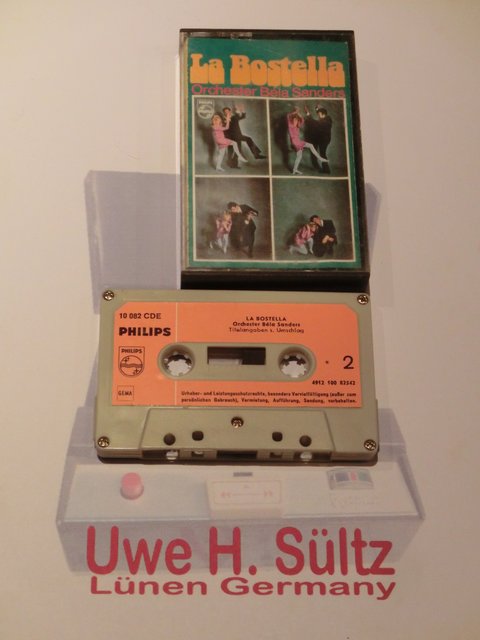 La Bostella
Orchester Béla Sanders
PHILIPS
10 082 CDE
PHILIPS
LA BOSTELLA
Orchester Béla Sanders
Titelangaben s. Umschlag
PHILIPS
GEMA
2
4912 100 82542
Urheber- und Leistungsschutzrechte, besonders Vervielfältigung (außer zum
persönlichen Gebrauch), Vermietung, Aufführung, Sendung, vorbehalten.
Uwe H. Sültz
Lünen Germany